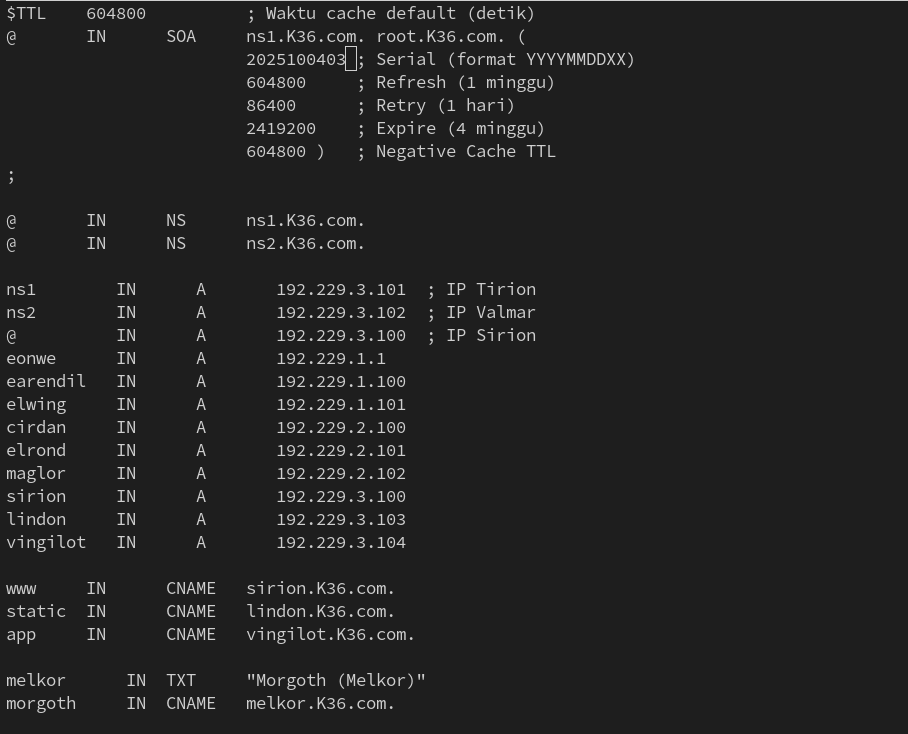 $TTL    604800          ; Waktu cache default (detik)
@       IN      SOA     ns1.K36.com. root.K36.com. (
                        2025100403 ; Serial (format YYYYMMDDXX)
                        604800     ; Refresh (1 minggu)
                        86400      ; Retry (1 hari)
                        2419200    ; Expire (4 minggu)
                        604800 )   ; Negative Cache TTL
;
@       IN      NS      ns1.K36.com.
@       IN      NS      ns2.K36.com.
ns1        IN      A       192.229.3.101  ; IP Tirion
ns2        IN      A       192.229.3.102  ; IP Valmar
@          IN      A       192.229.3.100  ; IP Sirion
eonwe      IN      A       192.229.1.1
earendil   IN      A       192.229.1.100
elwing     IN      A       192.229.1.101
cirdan     IN      A       192.229.2.100
elrond     IN      A       192.229.2.101
maglor     IN      A       192.229.2.102
sirion     IN      A       192.229.3.100
lindon     IN      A       192.229.3.103
vingilot   IN      A       192.229.3.104
www     IN      CNAME   sirion.K36.com.
static  IN      CNAME   lindon.K36.com.
app     IN      CNAME   vingilot.K36.com.
melkor      IN  TXT     "Morgoth (Melkor)"
morgoth     IN  CNAME   melkor.K36.com.